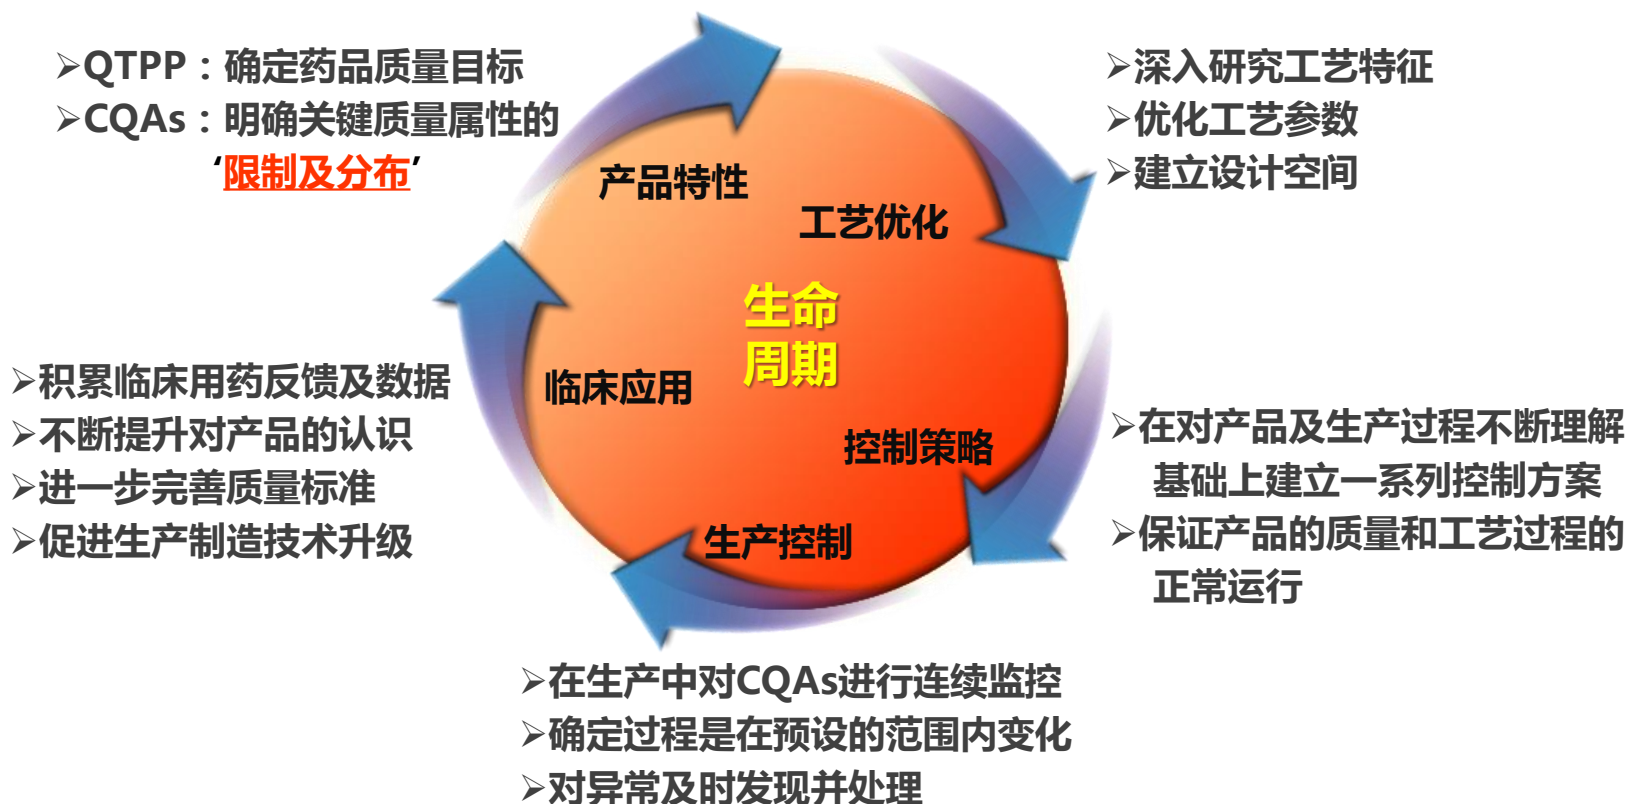 ➢QTPP：确定药品质量目标
➢CQAs：明确关键质量属性的
‘限制及分布’
➢深入研究工艺特征
➢优化工艺参数
➢建立设计空间
产品特性
工艺优化
生命
周期
临床应用
控制策略
生产控制
➢积累临床用药反馈及数据
➢不断提升对产品的认识
➢进一步完善质量标准
➢促进生产制造技术升级
➢在对产品及生产过程不断理解
基础上建立一系列控制方案
➢保证产品的质量和工艺过程的
正常运行
➢在生产中对CQAs进行连续监控
➢确定过程是在预设的范围内变化
➢对异常及时发现并处理